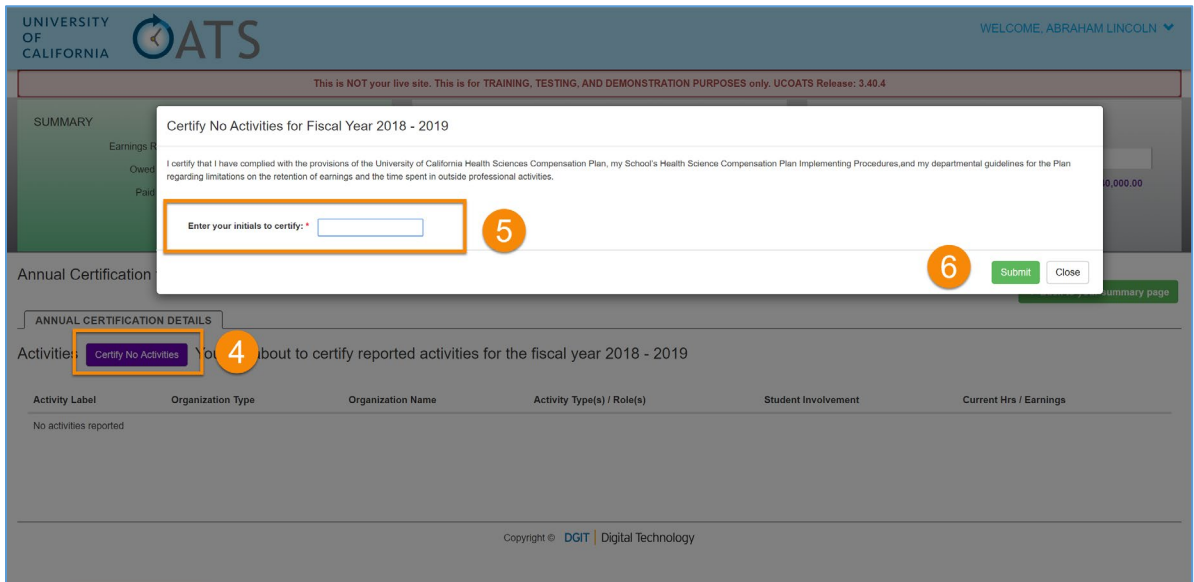 UNIVERSITY
OF
CALIFORNIA
OATS
WELCOME, ABRAHAM LINCOLN
This is NOT your live site. This is for TRAINING, TESTING, AND DEMONSTRATION PURPOSES only. UCOATS Release: 3.40.4
SUMMARY
Earnings R
Owed
Paid
0,000.00
Certify No Activities for Fiscal Year 2018 - 2019
I certify that I have complied with the provisions of the University of California Health Sciences Compensation Plan, my School's Health Science Compensation Plan Implementing Procedures,and my departmental guidelines for the Plan
regarding limitations on the retention of earnings and the time spent in outside professional activities.
Enter your initials to certify: *
5
6
Submit
Close
Annual Certification
summary page
ANNUAL CERTIFICATION DETAILS
Activities
Certify No Activities
4
about to certify reported activities for the fiscal year 2018 - 2019
Activity Label
Organization Type
Organization Name
Activity Type(s) / Role(s)
Student Involvement
Current Hrs / Earnings
No activities reported
Copyright © DGIT | Digital Technology